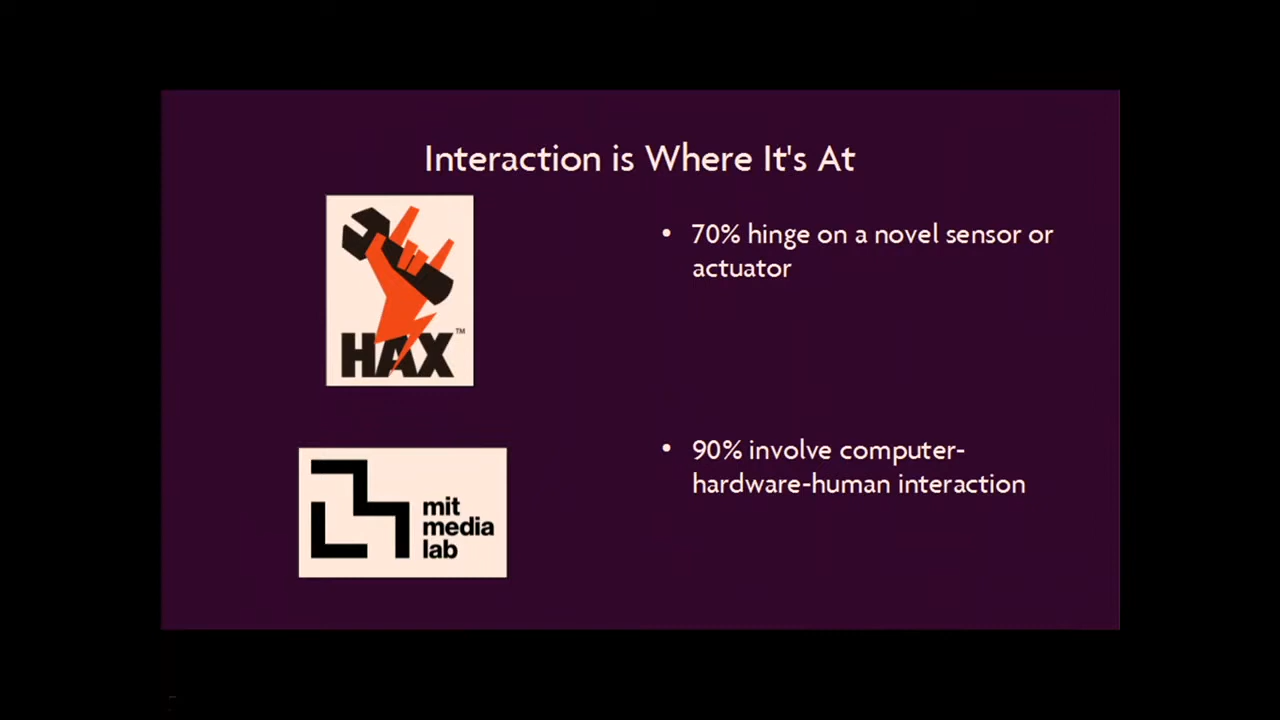 Interaction is Where It's At
HAX™
• 70% hinge on a novel sensor or
actuator
mit
media
lab
• 90% involve computer-
hardware-human interaction